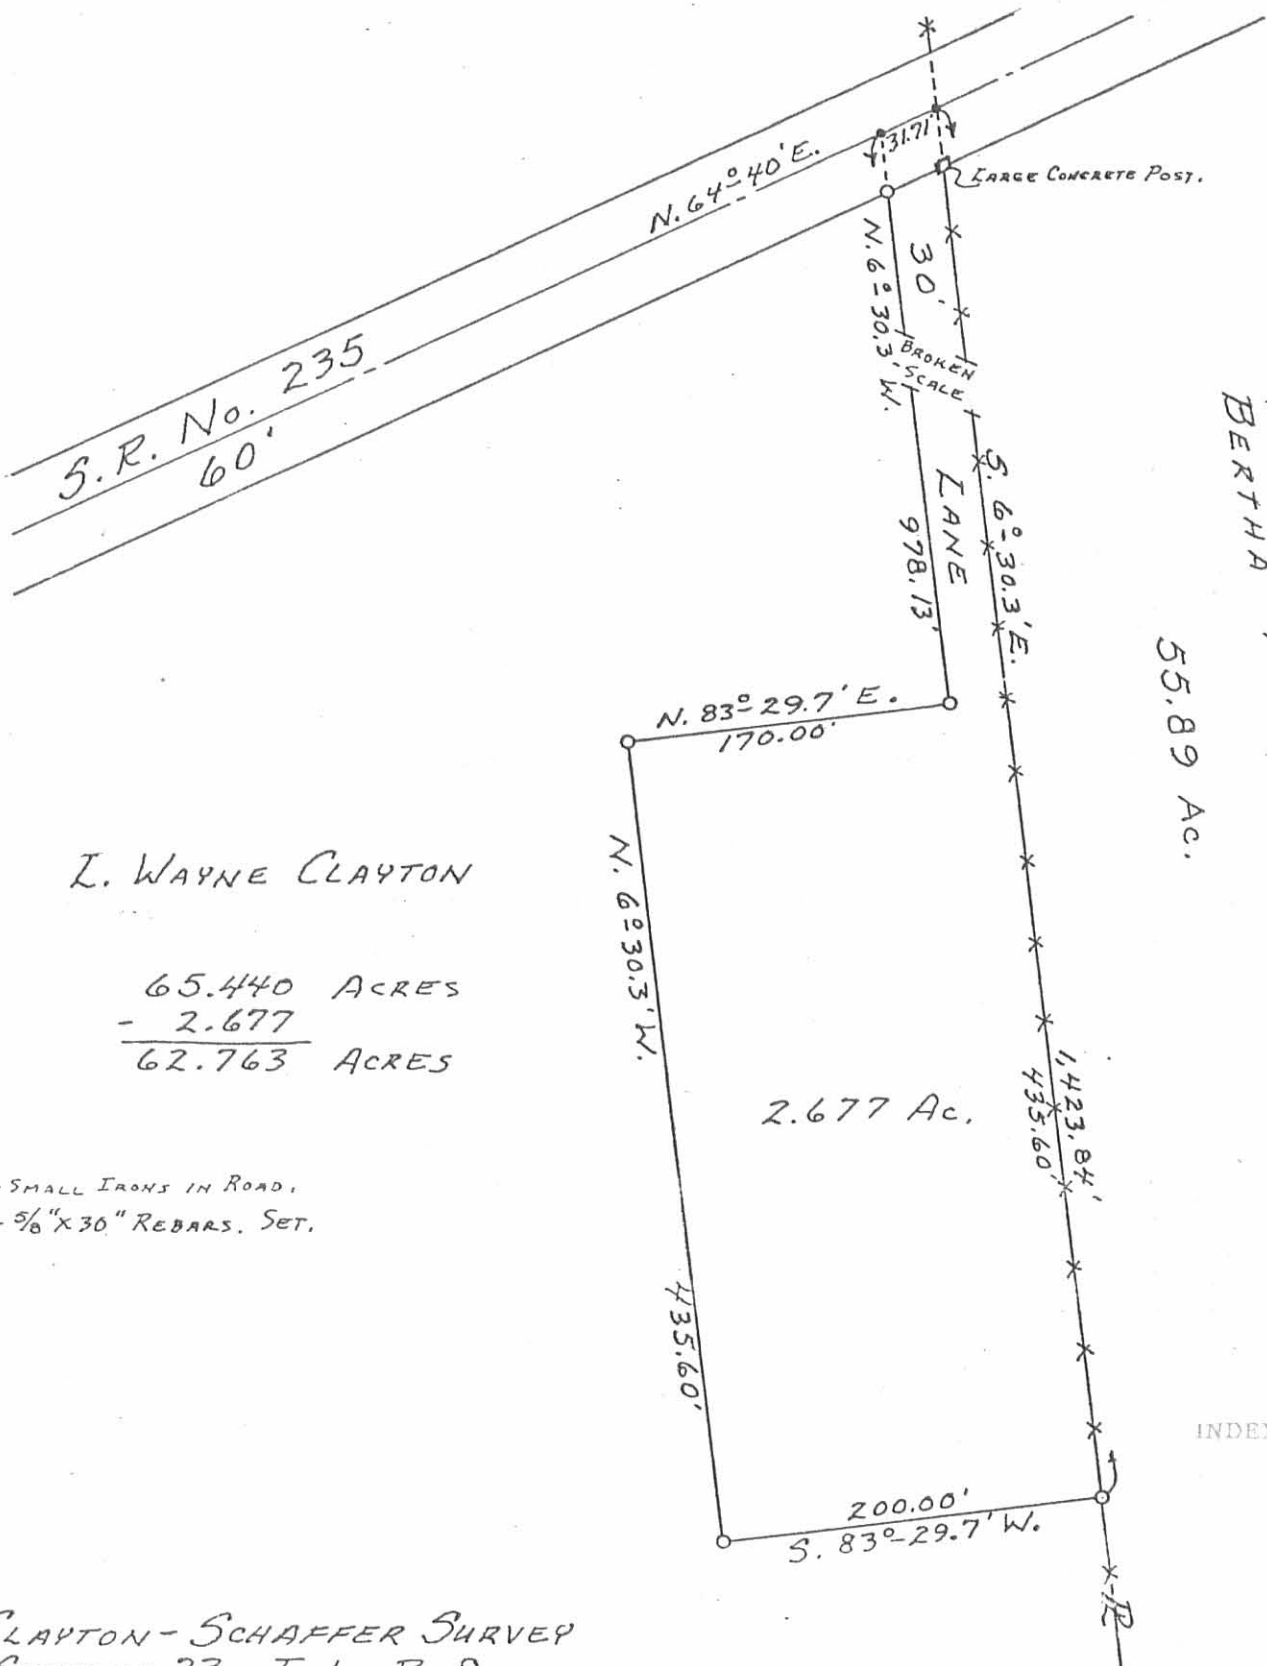 31.71'
N. 64°-40' E.
LARGE CONCRETE POST.
S.R. No. 235
60'
30'
N. 6°-30.3' W.
BROKEN
SCALE
LANE
978.13'
S. 6°-30.3' E.
BERTHA
55.89 Ac.
N. 83°-29.7' E.
170.00'
L. WAYNE CLAYTON
65.440 ACRES
- 2.677
62.763 ACRES
N. 6°-30.3' W.
435.60'
2.677 Ac.
1,423.84'
435.60'
SMALL IRONS IN ROAD.
5/8" X 30" REBARS. SET.
INDEX
200.00'
S. 83°-29.7' W.
CLAYTON - SCHAFFER SURVEY